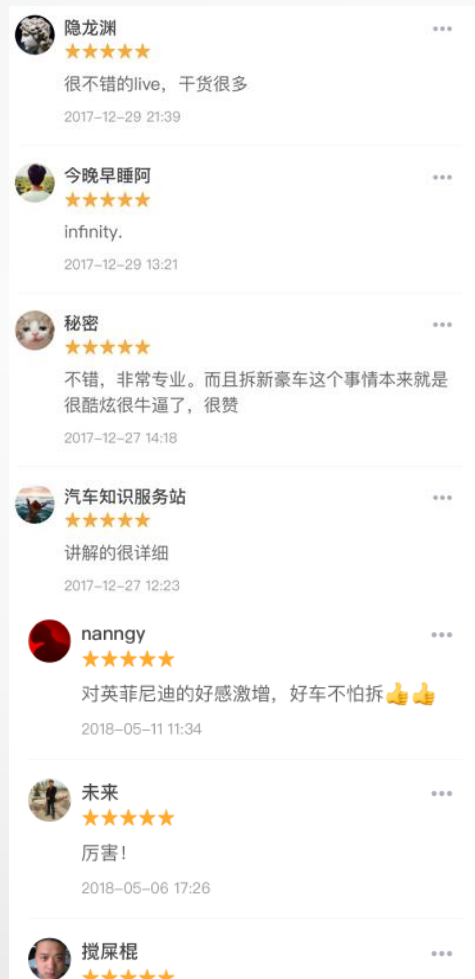 隐龙渊
很不错的live，干货很多
2017-12-29 21:39
今晚早睡阿
infinity.
2017-12-29 13:21
秘密
不错，非常专业。而且拆新豪车这个事情本来就是
很酷炫很牛逼了，很赞
2017-12-27 14:18
汽车知识服务站
讲解的很详细
2017-12-27 12:23
nanngy
对英菲尼迪的好感激增，好车不怕拆👍👍
2018-05-11 11:34
未来
厉害！
2018-05-06 17:26
搅屎棍